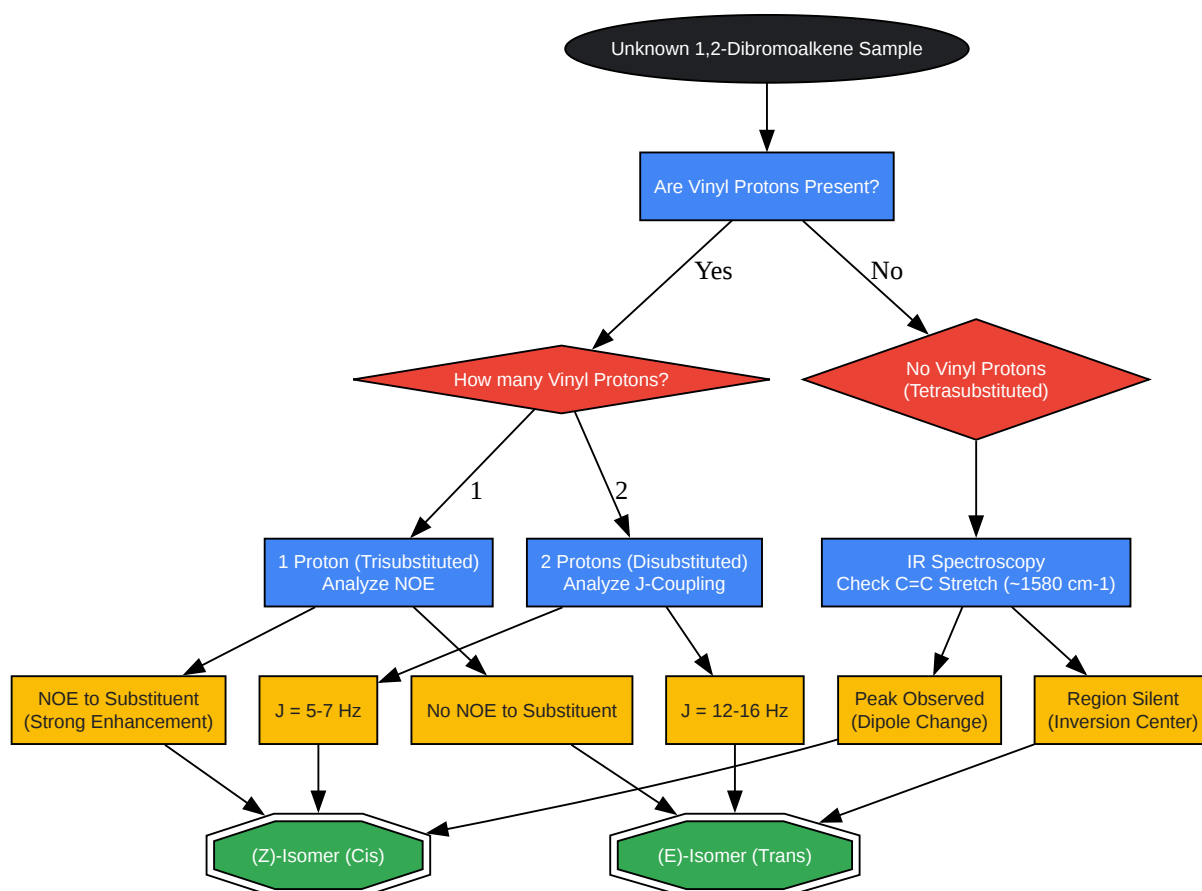 Unknown 1,2-Dibromoalkene Sample
Are Vinyl Protons Present?
Yes
No
How many Vinyl Protons?
No Vinyl Protons
(Tetrasubstituted)
1
2
1 Proton (Trisubstituted)
Analyze NOE
2 Protons (Disubstituted)
Analyze J-Coupling
IR Spectroscopy
Check C=C Stretch (~1580 cm-1)
NOE to Substituent
(Strong Enhancement)
J = 5-7 Hz
No NOE to Substituent
J = 12-16 Hz
Peak Observed
(Dipole Change)
Region Silent
(Inversion Center)
(Z)-Isomer (Cis)
(E)-Isomer (Trans)